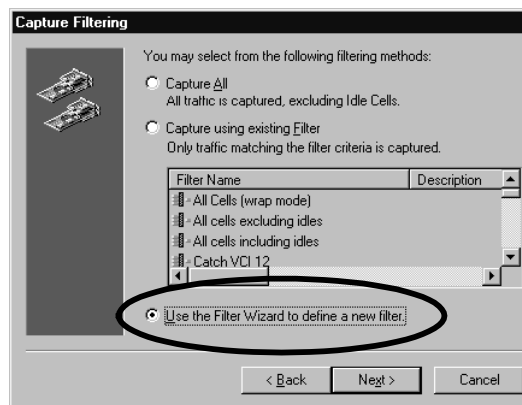 Capture Filtering
You may select from the following filtering methods:
Capture All
All traffic is captured, excluding Idle Cells.
Capture using existing Filter
Only traffic matching the filter criteria is captured.
Filter Name Description
All Cells (wrap mode)
All cells excluding idles
All cells including idles
Catch VCI 12
Use the Filter Wizard to define a new filter.
< Back Next > Cancel